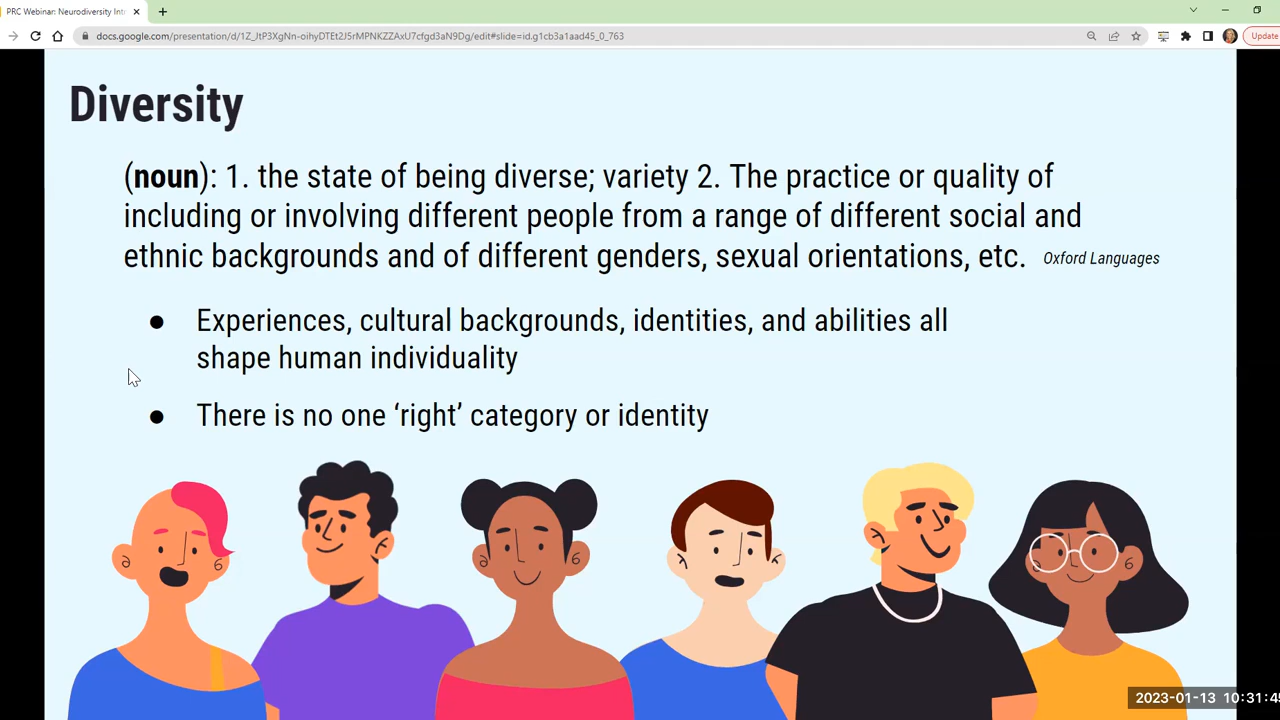 PRC Webinar: Neurodiversity Int
docs.google.com/presentation/d/1Z_JtP3XgNn-oihyDTEt2J5rMPNKZZAxU7cfgd3aN9Dg/edit#slide=id.g1cb3a1aad45_0_763
Update
Diversity
(noun): 1. the state of being diverse; variety 2. The practice or quality of
including or involving different people from a range of different social and
ethnic backgrounds and of different genders, sexual orientations, etc. Oxford Languages
● Experiences, cultural backgrounds, identities, and abilities all
shape human individuality
● There is no one ‘right’ category or identity
2023-01-13 10:31:45